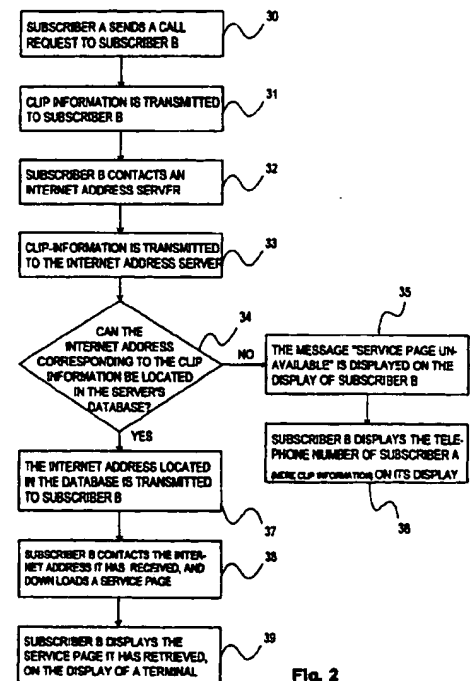 SUBSCRIBER A SENDS A CALL
REQUEST TO SUBSCRIBER B
30
CLIP INFORMATION IS TRANSMITTED
TO SUBSCRIBER B
31
SUBSCRIBER B CONTACTS AN
INTERNET ADDRESS SERVER
32
CLIP-INFORMATION IS TRANSMITTED
TO THE INTERNET ADDRESS SERVER
33
CAN THE
INTERNET ADDRESS
CORRESPONDING TO THE CLIP
INFORMATION BE LOCATED
IN THE SERVER'S
DATABASE?
34
NO
YES
35
THE MESSAGE "SERVICE PAGE UN-
AVAILABLE" IS DISPLAYED ON THE
DISPLAY OF SUBSCRIBER B
SUBSCRIBER B DISPLAYS THE TELE-
PHONE NUMBER OF SUBSCRIBER A
(HERE CLIP INFORMATION) ON ITS DISPLAY
36
THE INTERNET ADDRESS LOCATED
IN THE DATABASE IS TRANSMITTED
TO SUBSCRIBER B
37
SUBSCRIBER B CONTACTS THE INTER-
NET ADDRESS IT HAS RECEIVED, AND
DOWN LOADS A SERVICE PAGE
38
SUBSCRIBER B DISPLAYS THE
SERVICE PAGE IT HAS RETRIEVED,
ON THE DISPLAY OF A TERMINAL
39
Fig. 2